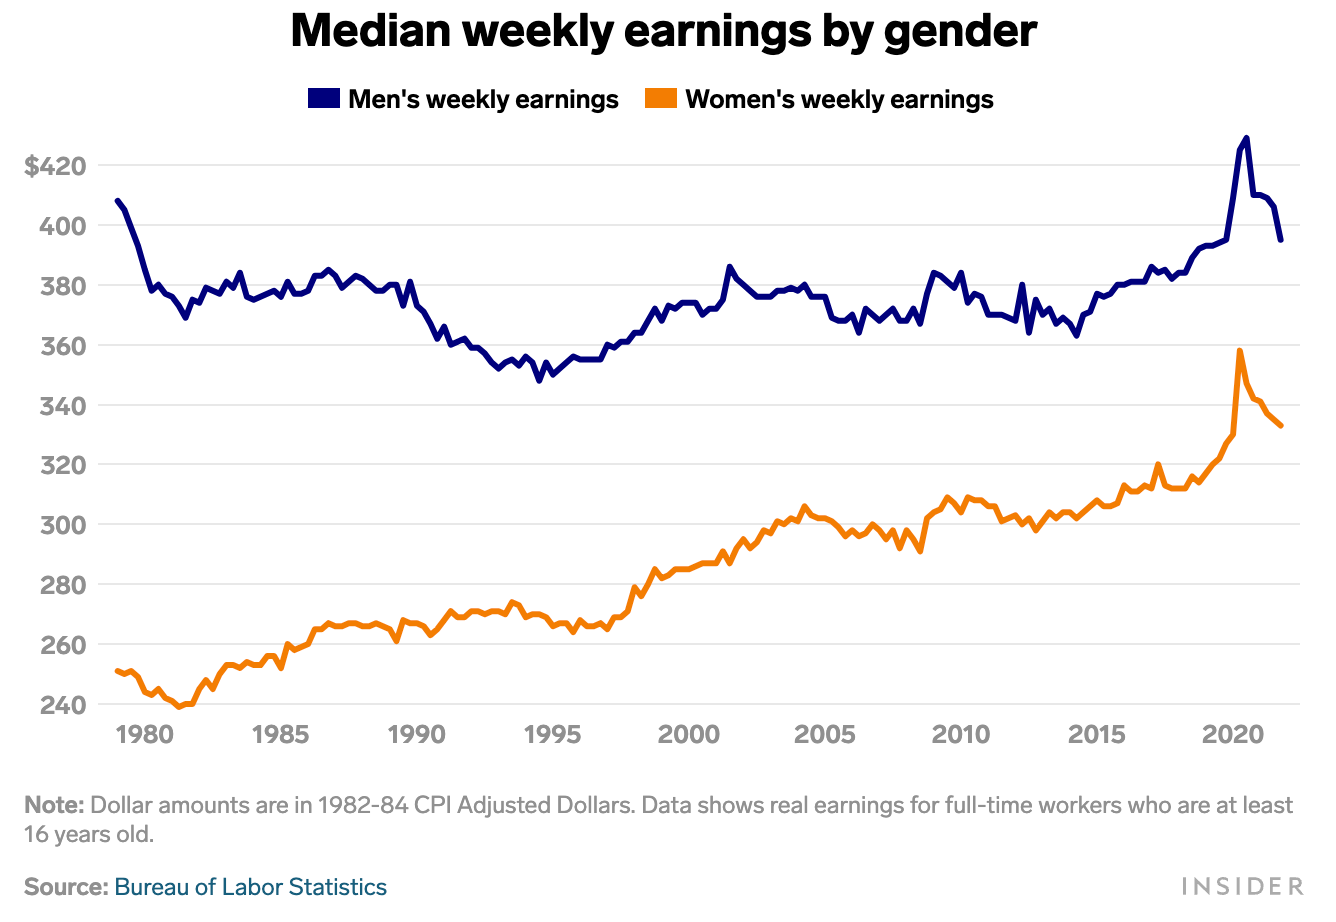 Median weekly earnings by gender
Men's weekly earnings Women's weekly earnings
$420
400
380
360
340
320
300
280
260
240
1980 1985 1990 1995 2000 2005 2010 2015 2020
Note: Dollar amounts are in 1982-84 CPI Adjusted Dollars. Data shows real earnings for full-time workers who are at least
16 years old.
Source: Bureau of Labor Statistics
INSIDER